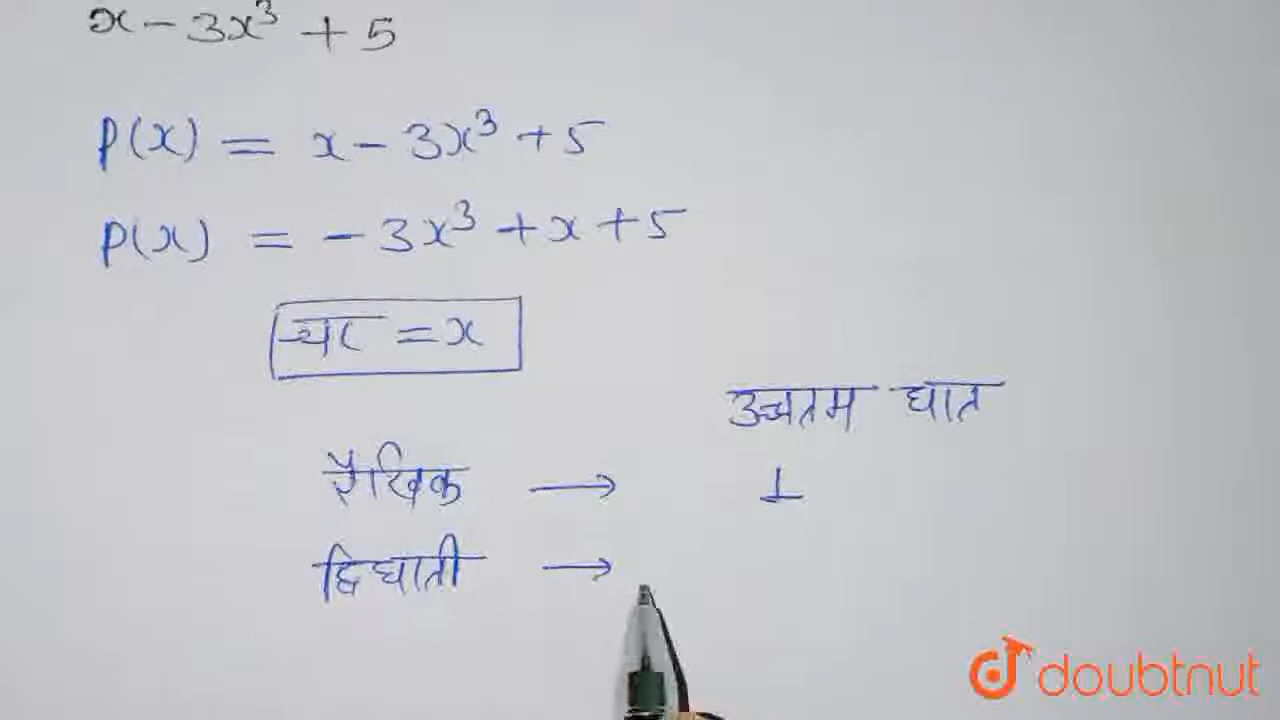 x - 3x³ + 5
P(x) = x - 3x³ + 5
P(x) = - 3x³ + x + 5
चर = x
उच्चतम घात
रैखिक → 1
द्विघाती →
doubtnut